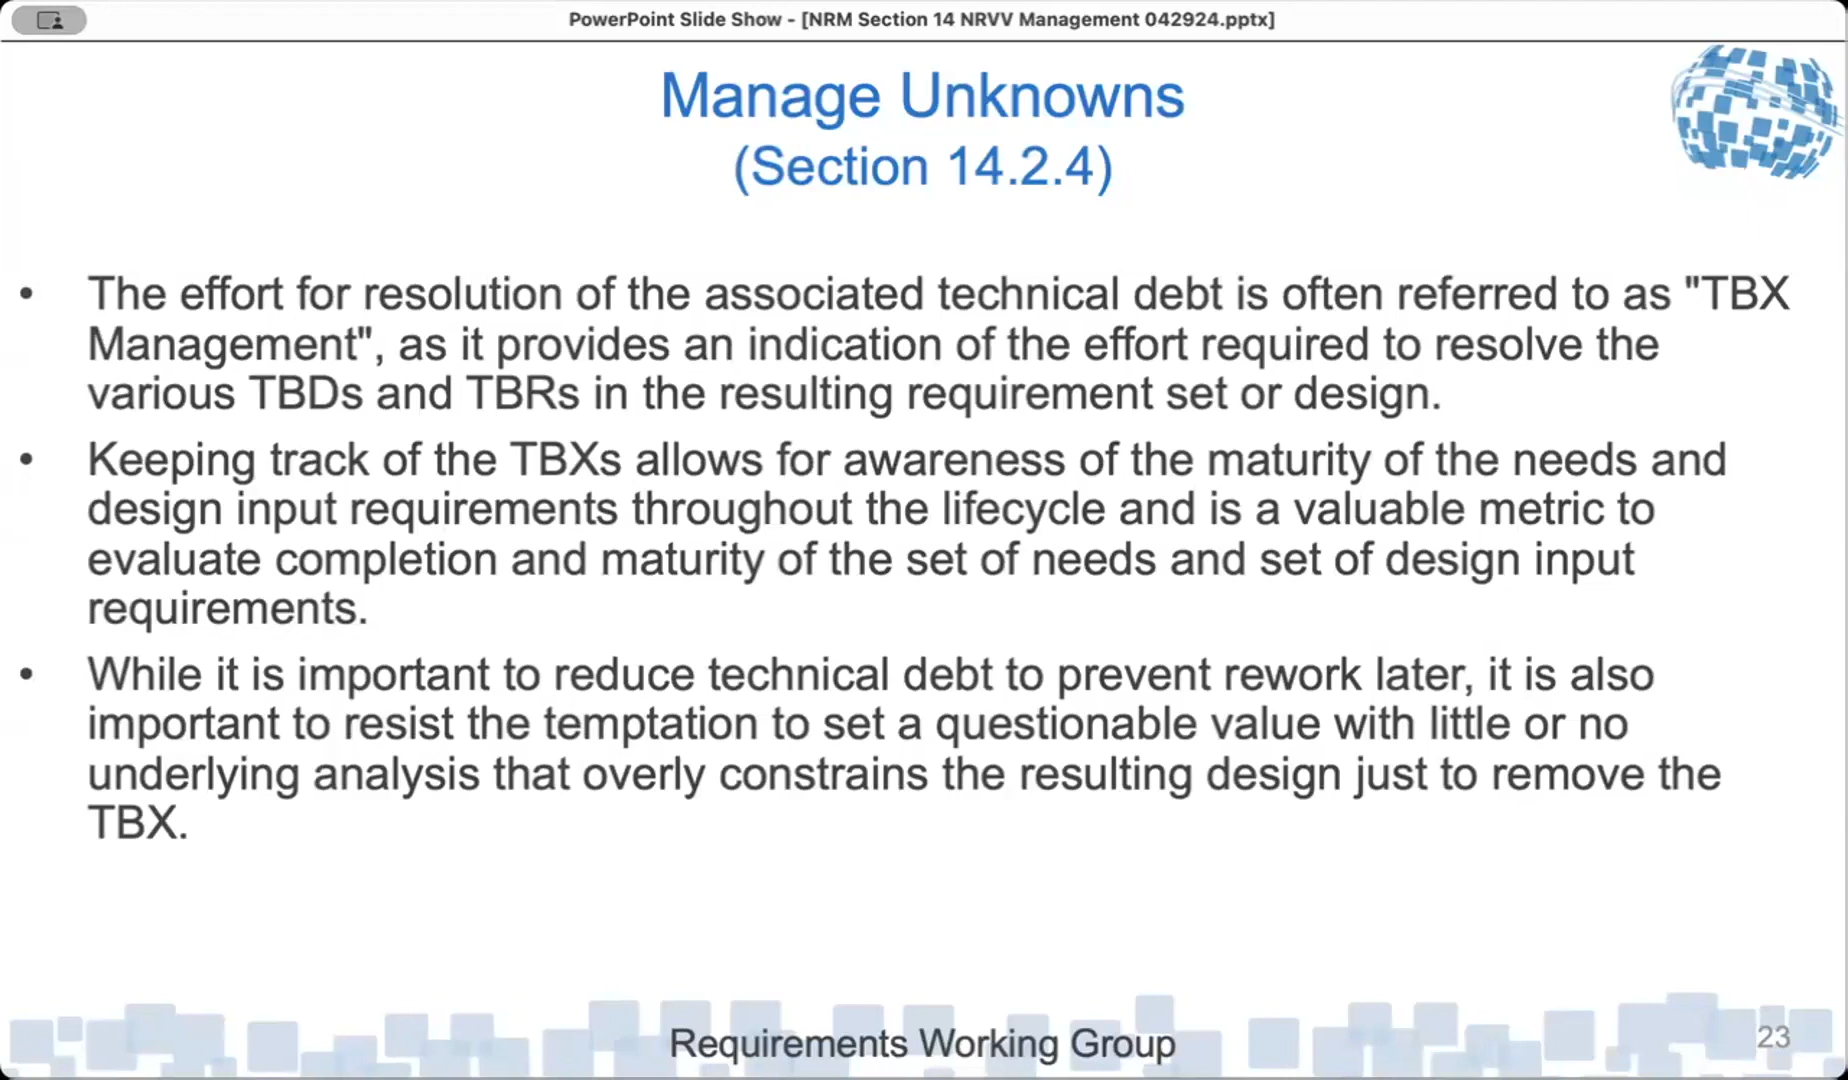 PowerPoint Slide Show - [NRM Section 14 NRVV Management 042924.pptx]
Manage Unknowns
(Section 14.2.4)
• The effort for resolution of the associated technical debt is often referred to as "TBX
Management", as it provides an indication of the effort required to resolve the
various TBDs and TBRs in the resulting requirement set or design.
• Keeping track of the TBXs allows for awareness of the maturity of the needs and
design input requirements throughout the lifecycle and is a valuable metric to
evaluate completion and maturity of the set of needs and set of design input
requirements.
• While it is important to reduce technical debt to prevent rework later, it is also
important to resist the temptation to set a questionable value with little or no
underlying analysis that overly constrains the resulting design just to remove the
TBX.
Requirements Working Group
23